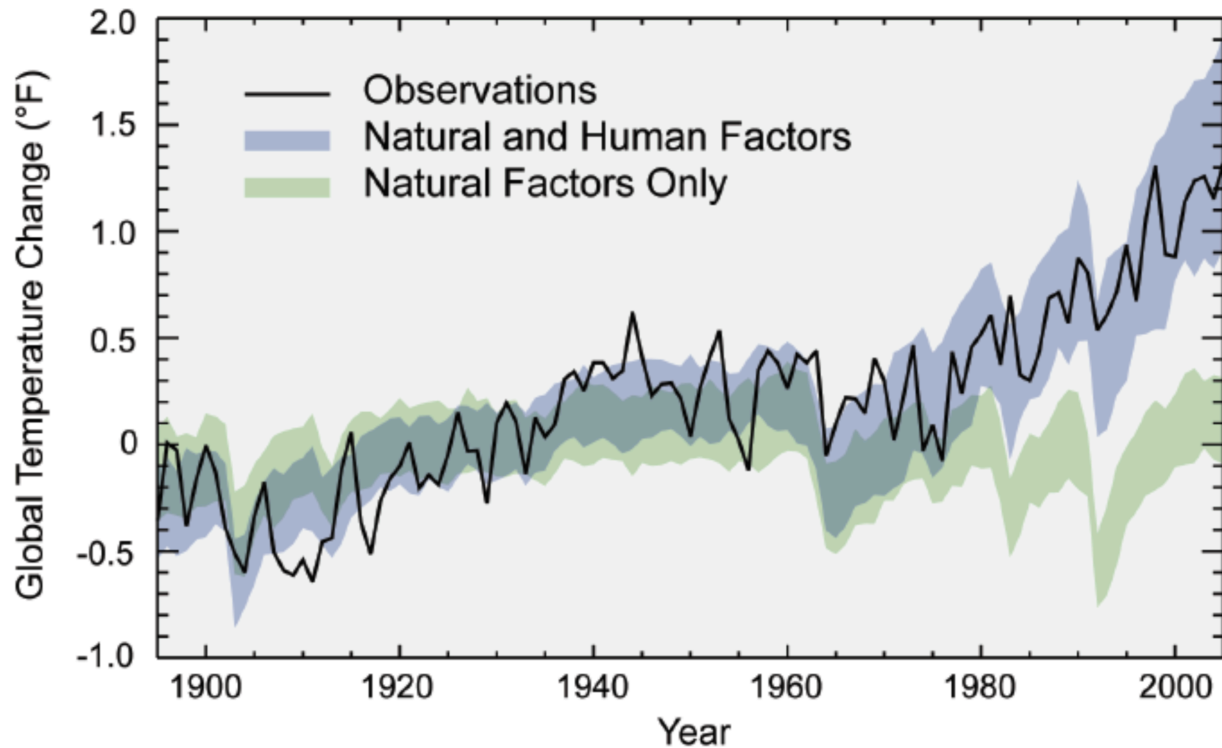 2.0
1.5
1.0
0.5
0
-0.5
-1.0
Global Temperature Change (°F)
Observations
Natural and Human Factors
Natural Factors Only
1900 1920 1940 1960 1980 2000
Year